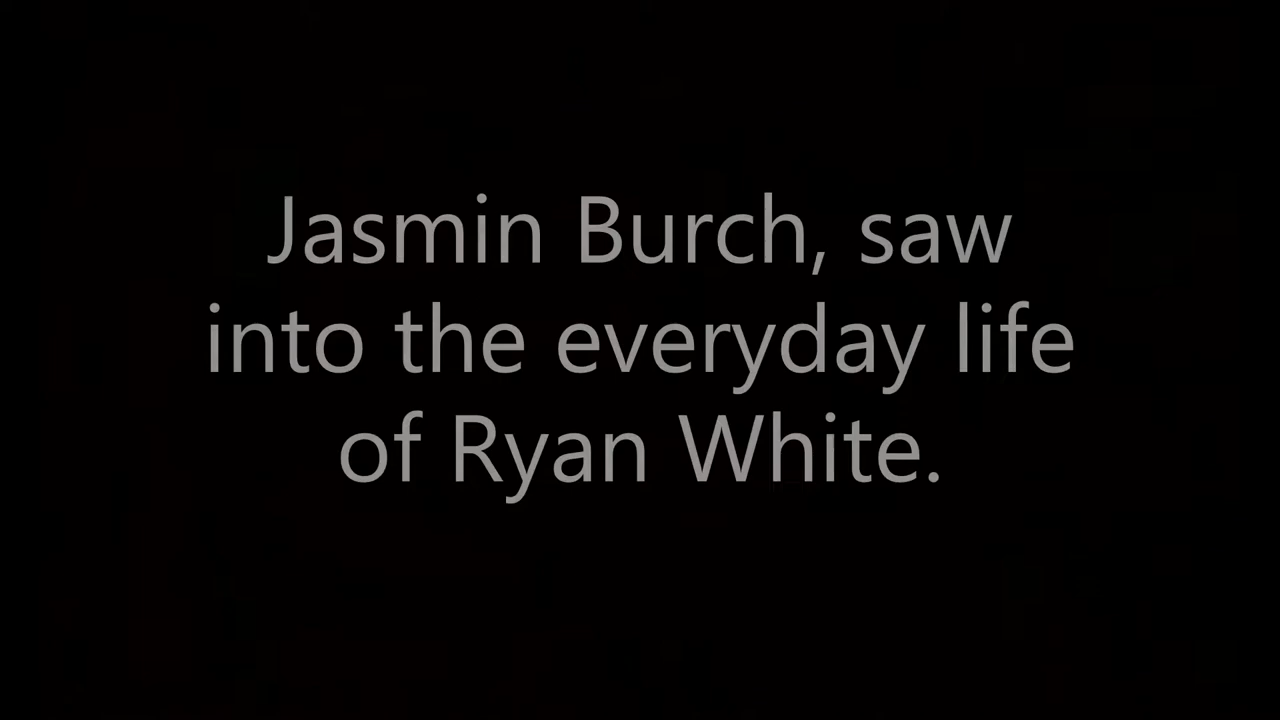 Jasmin Burch, saw
into the everyday life
of Ryan White.